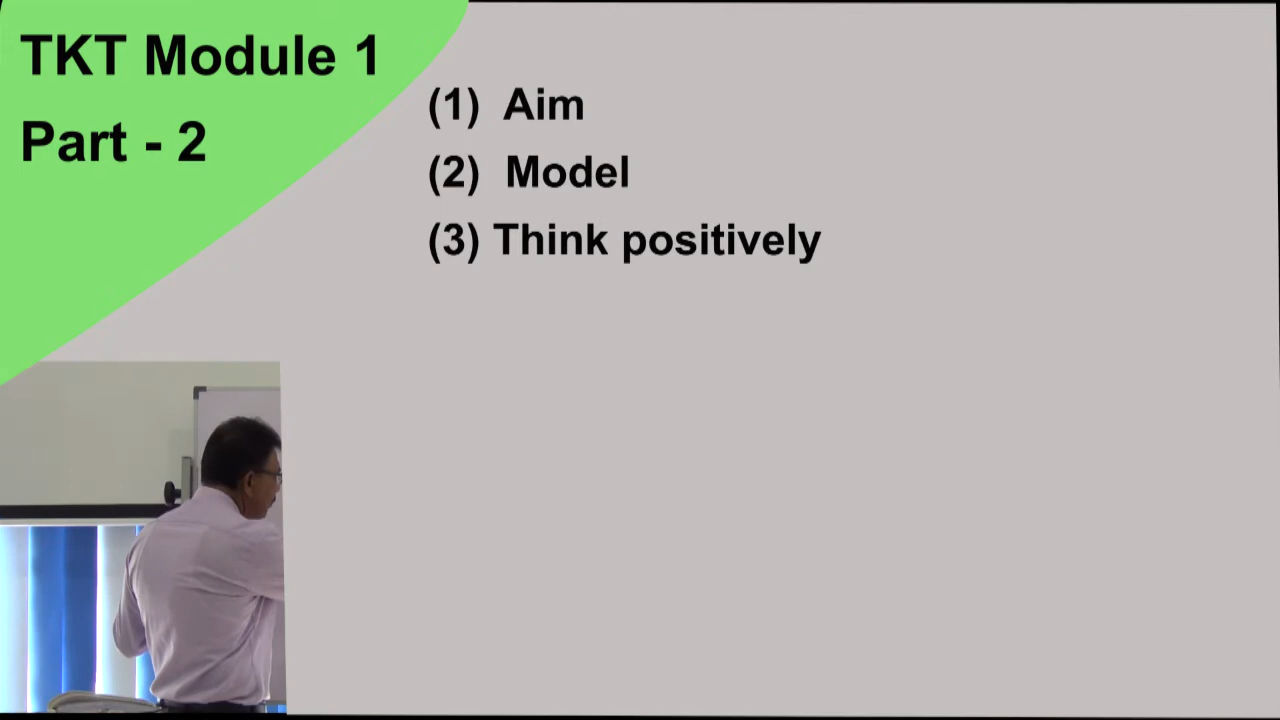 TKT Module 1
Part - 2
(1) Aim
(2) Model
(3) Think positively